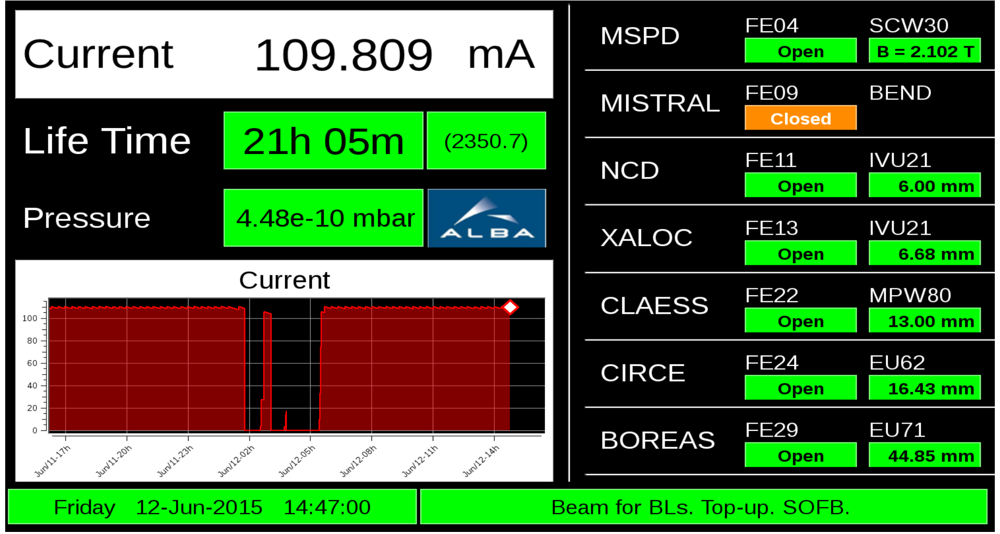 Current 109.809 mA
Life Time 21h 05m (2350.7)
Pressure 4.48e-10 mbar ALBA
Current
100
80
60
40
20
0
Jun/11-17h Jun/11-20h Jun/11-23h Jun/12-02h Jun/12-05h Jun/12-08h Jun/12-11h Jun/12-14h
MSPD FE04 SCW30
Open B = 2.102 T
MISTRAL FE09 BEND
Closed
NCD FE11 IVU21
Open 6.00 mm
XALOC FE13 IVU21
Open 6.68 mm
CLAESS FE22 MPW80
Open 13.00 mm
CIRCE FE24 EU62
Open 16.43 mm
BOREAS FE29 EU71
Open 44.85 mm
Friday 12-Jun-2015 14:47:00
Beam for BLs. Top-up. SOFB.